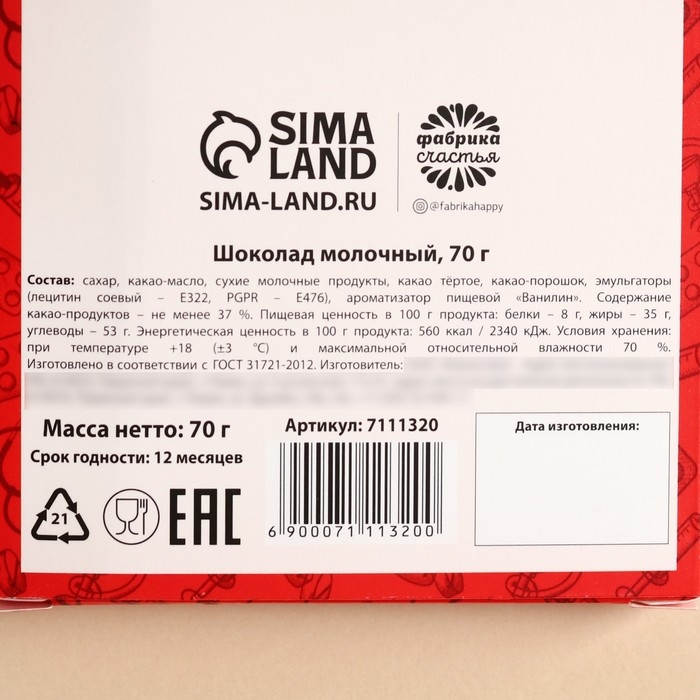 SIMA
LAND
SIMA-LAND.RU
фабрика
счастья
@fabrikahappy
Шоколад молочный, 70 г
Состав: сахар, какао-масло, сухие молочные продукты, какао тёртое, какао-порошок, эмульгаторы
(лецитин соевый – Е322, PGPR – Е476), ароматизатор пищевой «Ванилин». Содержание
какао-продуктов – не менее 37 %. Пищевая ценность в 100 г продукта: белки – 8 г, жиры – 35 г,
углеводы – 53 г. Энергетическая ценность в 100 г продукта: 560 ккал / 2340 кДж. Условия хранения:
при температуре +18 (±3 °С) и максимальной относительной влажности 70 %.
Изготовлено в соответствии с ГОСТ 31721-2012. Изготовитель:
Масса нетто: 70 г
Срок годности: 12 месяцев
21
EAC
Артикул: 7111320
6 900071 113200
Дата изготовления: